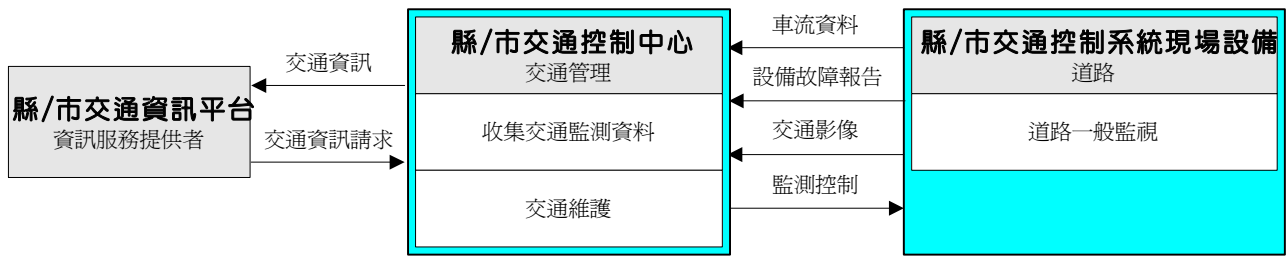 縣/市交通資訊平台
資訊服務提供者
交通資訊
交通資訊請求
縣/市交通控制中心
交通管理
收集交通監測資料
交通維護
車流資料
設備故障報告
交通影像
監測控制
縣/市交通控制系統現場設備
道路
道路一般監視